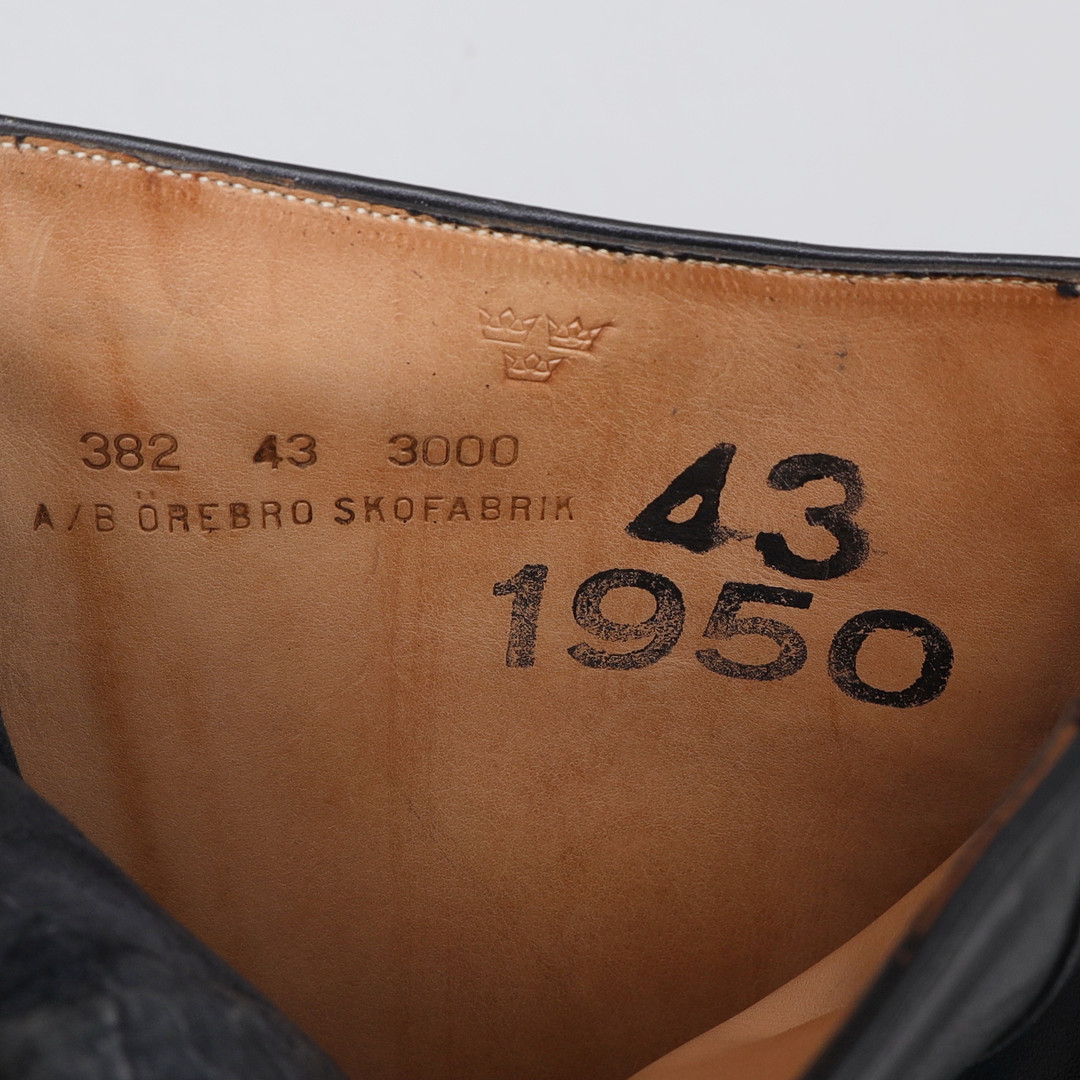 382 43 3000
A/B ÖREBRO SKOFABRIK
43
1950